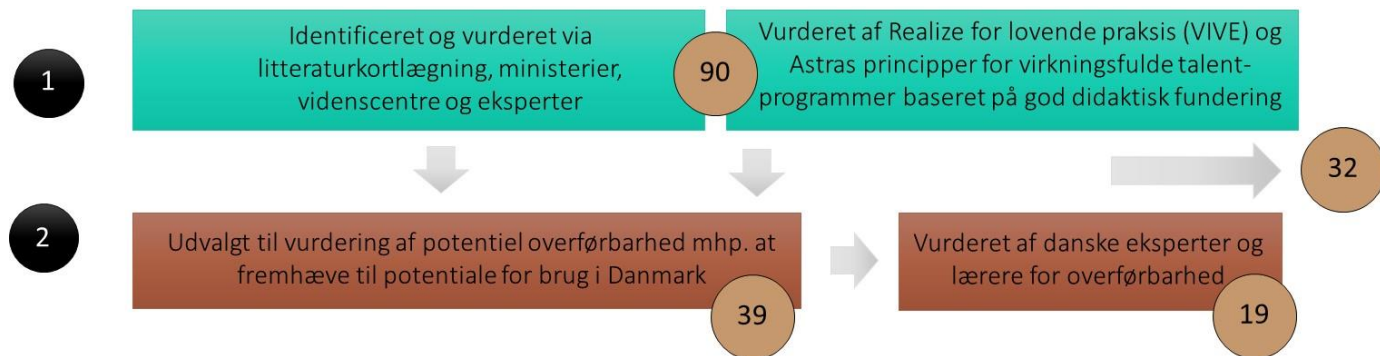 1
Identificeret og vurderet via
litteraturkortlægning, ministerier,
videnscentre og eksperter
90
Vurderet af Realize for lovende praksis (VIVE) og
Astras principper for virkningsfulde talent-
programmer baseret på god didaktisk fundering
32
2
Udvalgt til vurdering af potentiel overførbarhed mhp. at
fremhæve til potentiale for brug i Danmark
39
Vurderet af danske eksperter og
lærere for overførbarhed
19